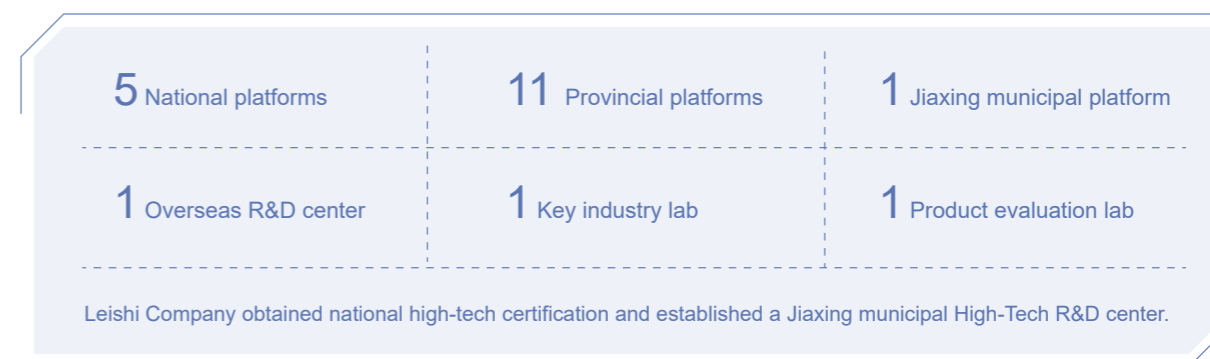 5 National platforms
11 Provincial platforms
1 Jiaxing municipal platform
1 Overseas R&D center
1 Key industry lab
1 Product evaluation lab
Leishi Company obtained national high-tech certification and established a Jiaxing municipal High-Tech R&D center.